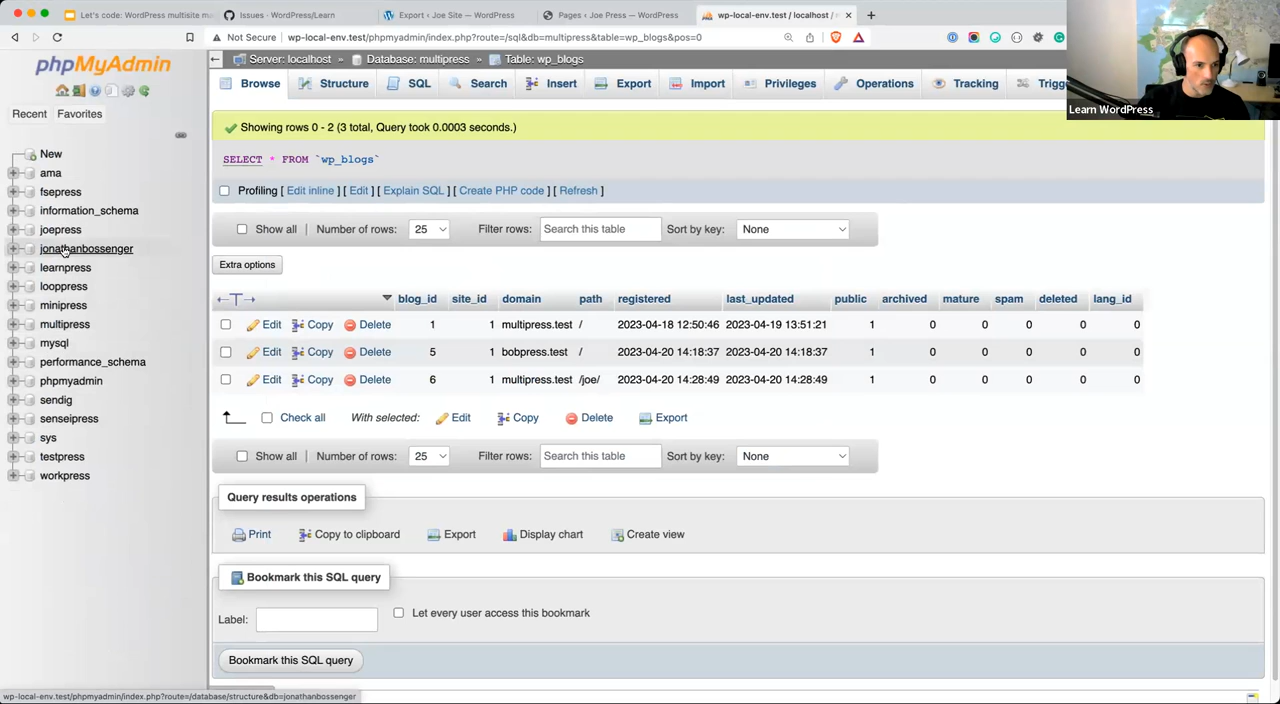 Let's code: WordPress multisite ma
Issues · WordPress/Learn
Export ‹ Joe Site — WordPress
Pages ‹ Joe Press — WordPress
wp-local-env.test / localhost /
Not Secure
wp-local-env.test/phpmyadmin/index.php?route=/sql&db=multipress&table=wp_blogs&pos=0
Learn WordPress
phpMyAdmin
Recent
Favorites
New
ama
fsepress
information_schema
joepress
jonathanbossenger
learnpress
looppress
minipress
multipress
mysql
performance_schema
phpmyadmin
sendig
senseipress
sys
testpress
workpress
Server: localhost » Database: multipress » Table: wp_blogs
Browse Structure SQL Search Insert Export Import Privileges Operations Tracking Trigg
Showing rows 0 - 2 (3 total, Query took 0.0003 seconds.)
SELECT * FROM `wp_blogs`
Profiling [ Edit inline ] [ Edit ] [ Explain SQL ] [ Create PHP code ] [ Refresh ]
Show all | Number of rows: 25 Filter rows: Search this table Sort by key: None
Extra options
←T→ blog_id site_id domain path registered last_updated public archived mature spam deleted lang_id
Edit Copy Delete 1 1 multipress.test / 2023-04-18 12:50:46 2023-04-19 13:51:21 1 0 0 0 0 0
Edit Copy Delete 5 1 bobpress.test / 2023-04-20 14:18:37 2023-04-20 14:18:37 1 0 0 0 0 0
Edit Copy Delete 6 1 multipress.test /joe/ 2023-04-20 14:28:49 2023-04-20 14:28:49 1 0 0 0 0 0
Check all With selected: Edit Copy Delete Export
Show all | Number of rows: 25 Filter rows: Search this table Sort by key: None
Query results operations
Print Copy to clipboard Export Display chart Create view
Bookmark this SQL query
Label: Let every user access this bookmark
Bookmark this SQL query
wp-local-env.test/phpmyadmin/index.php?route=/database/structure&db=jonathanbossenger